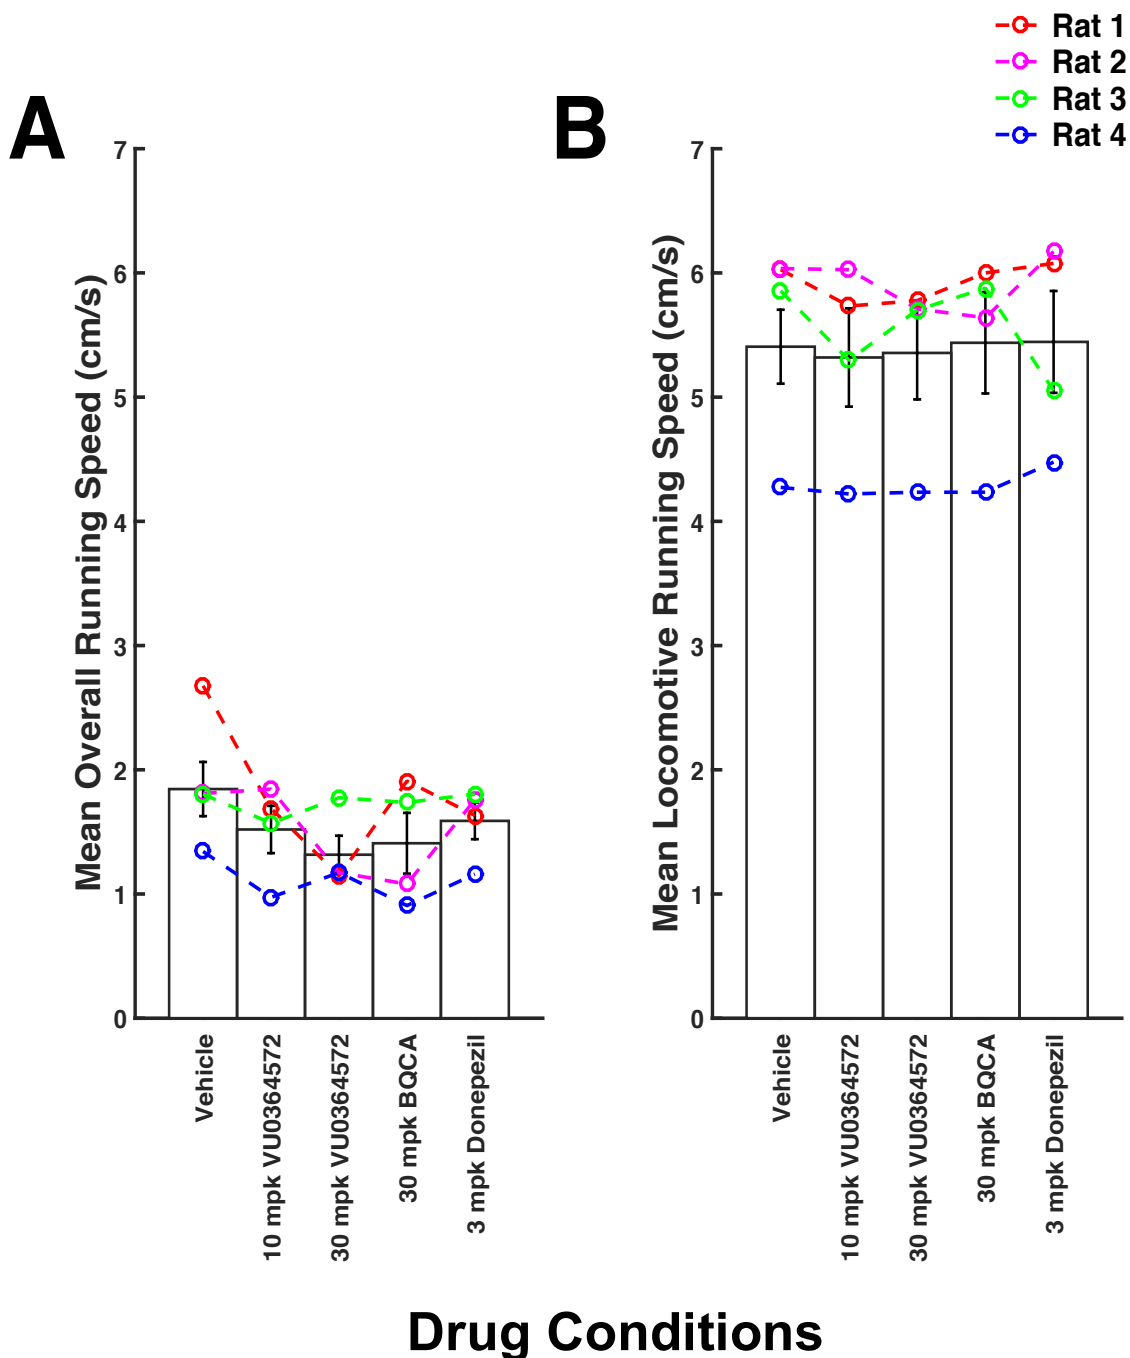 Rat 1
Rat 2
Rat 3
Rat 4
A
Mean Overall Running Speed (cm/s)
7
6
5
4
3
2
1
0
Vehicle
10 mpk VU0364572
30 mpk VU0364572
30 mpk BQCA
3 mpk Donepezil
B
Mean Locomotive Running Speed (cm/s)
7
6
5
4
3
2
1
0
Vehicle
10 mpk VU0364572
30 mpk VU0364572
30 mpk BQCA
3 mpk Donepezil
Drug Conditions